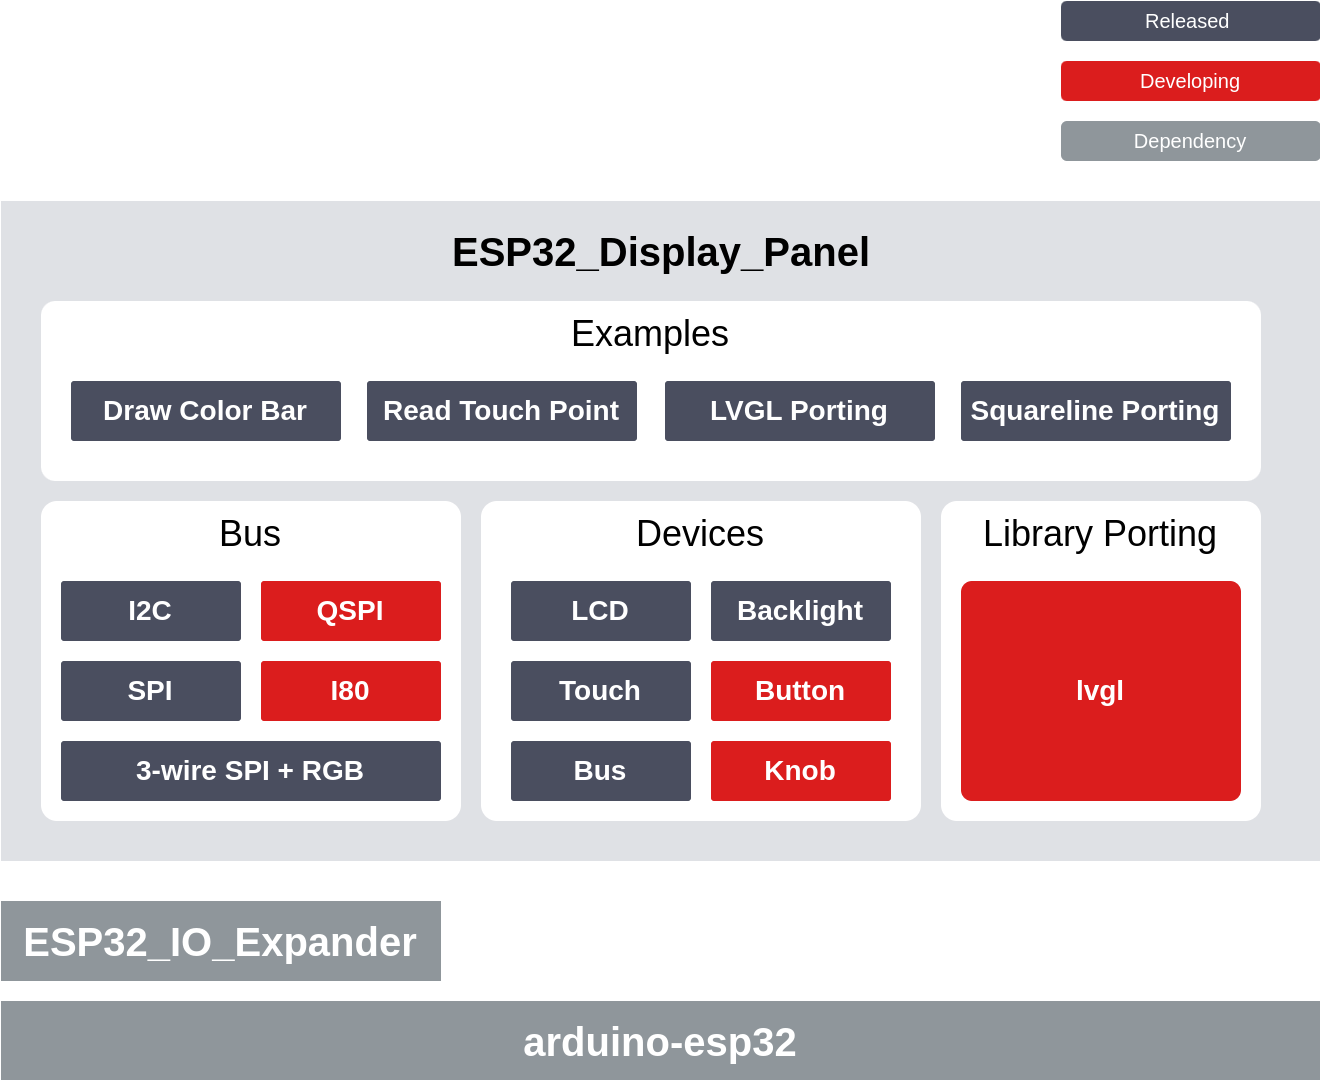 Released
Developing
Dependency
ESP32_Display_Panel
Examples
Draw Color Bar
Read Touch Point
LVGL Porting
Squareline Porting
Bus
I2C
QSPI
SPI
I80
3-wire SPI + RGB
Devices
LCD
Backlight
Touch
Button
Bus
Knob
Library Porting
lvgl
ESP32_IO_Expander
arduino-esp32